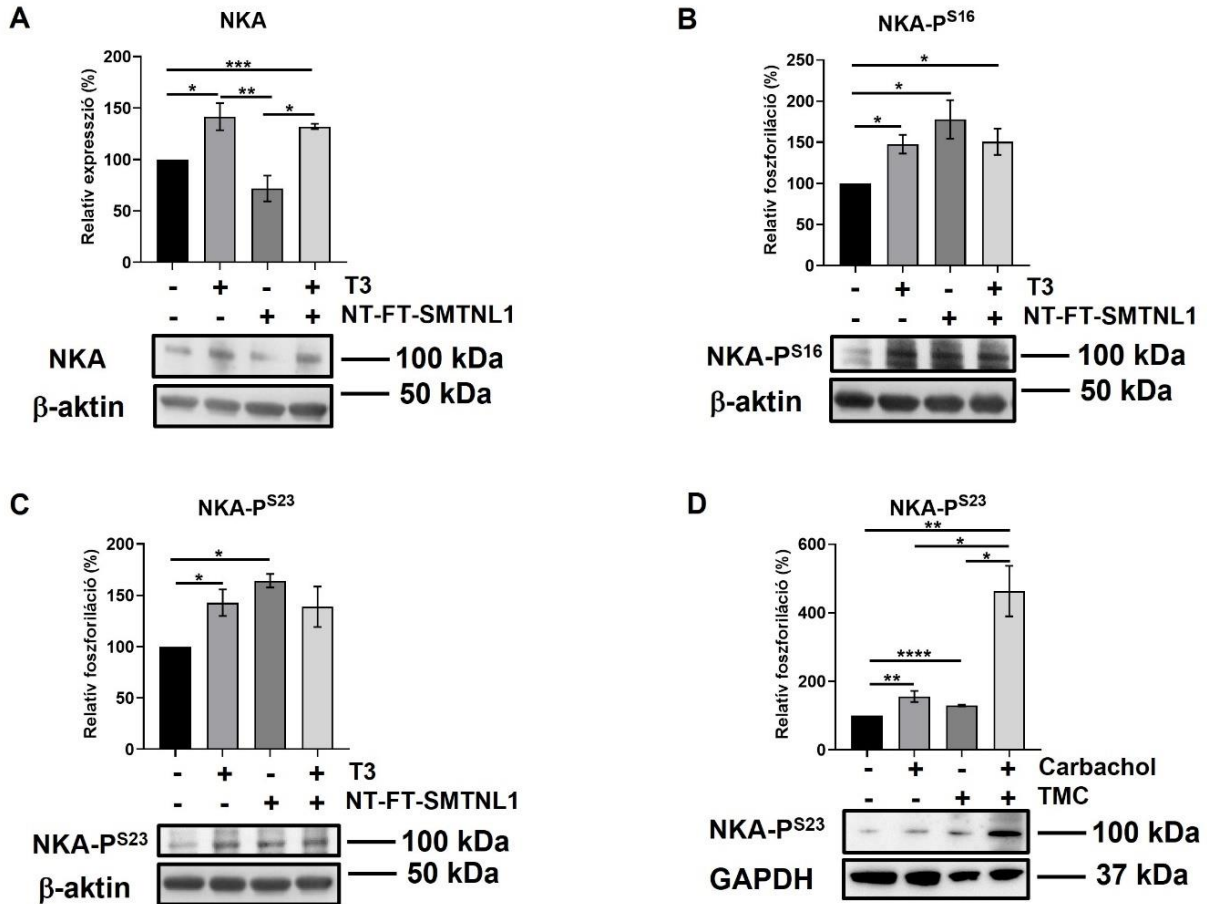 A
NKA
Relatív expresszió (%)
200
150
100
50
0
***
* **
*
- + - + T3
- - + + NT-FT-SMTNL1
NKA 100 kDa
β-aktin 50 kDa
B
NKA-P^S16
Relatív foszforiláció (%)
250
200
150
100
50
0
*
*
*
- + - + T3
- - + + NT-FT-SMTNL1
NKA-P^S16 100 kDa
β-aktin 50 kDa
C
NKA-P^S23
Relatív foszforiláció (%)
200
150
100
50
0
*
*
- + - + T3
- - + + NT-FT-SMTNL1
NKA-P^S23 100 kDa
β-aktin 50 kDa
D
NKA-P^S23
Relatív foszforiláció (%)
600
400
200
0
**
*
*
****
**
- + - + Carbachol
- - + + TMC
NKA-P^S23 100 kDa
GAPDH 37 kDa